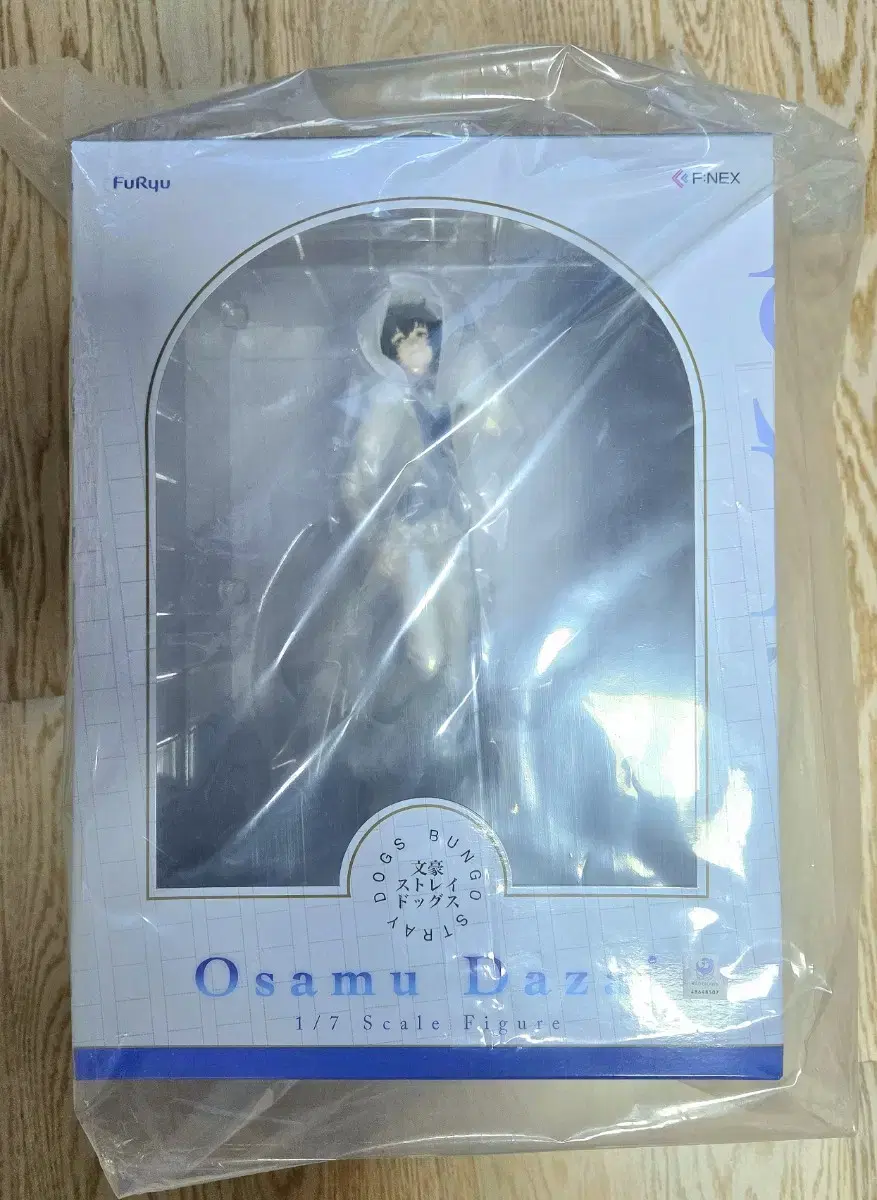 FuRyu
F:NEX
BUNGO STRAY DOGS
文豪
ストレイ
ドッグス
Osamu Daza
1/7 Scale Figure